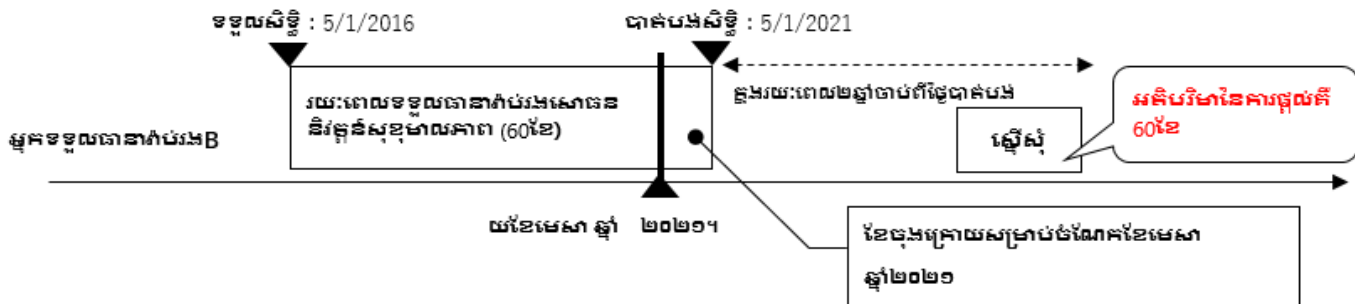 ទទួលសិទ្ធិ : 5/1/2016
បាត់បង់សិទ្ធិ : 5/1/2021
រយៈពេលទទួលធានារ៉ាប់រងសោធន
និវត្តន៍សុខុមាលភាព (60ខែ)
ក្នុងរយៈពេល២ឆ្នាំចាប់ពីថ្ងៃបាត់បង់
អតិបរិមានៃការផ្តល់គឺ
60ខែ
ស្នើសុំ
អ្នកទទួលធានារ៉ាប់រងB
យខែមេសា ឆ្នាំ ២០២១។
ខែចុងក្រោយសម្រាប់ចំណែកខែមេសា
ឆ្នាំ២០២១